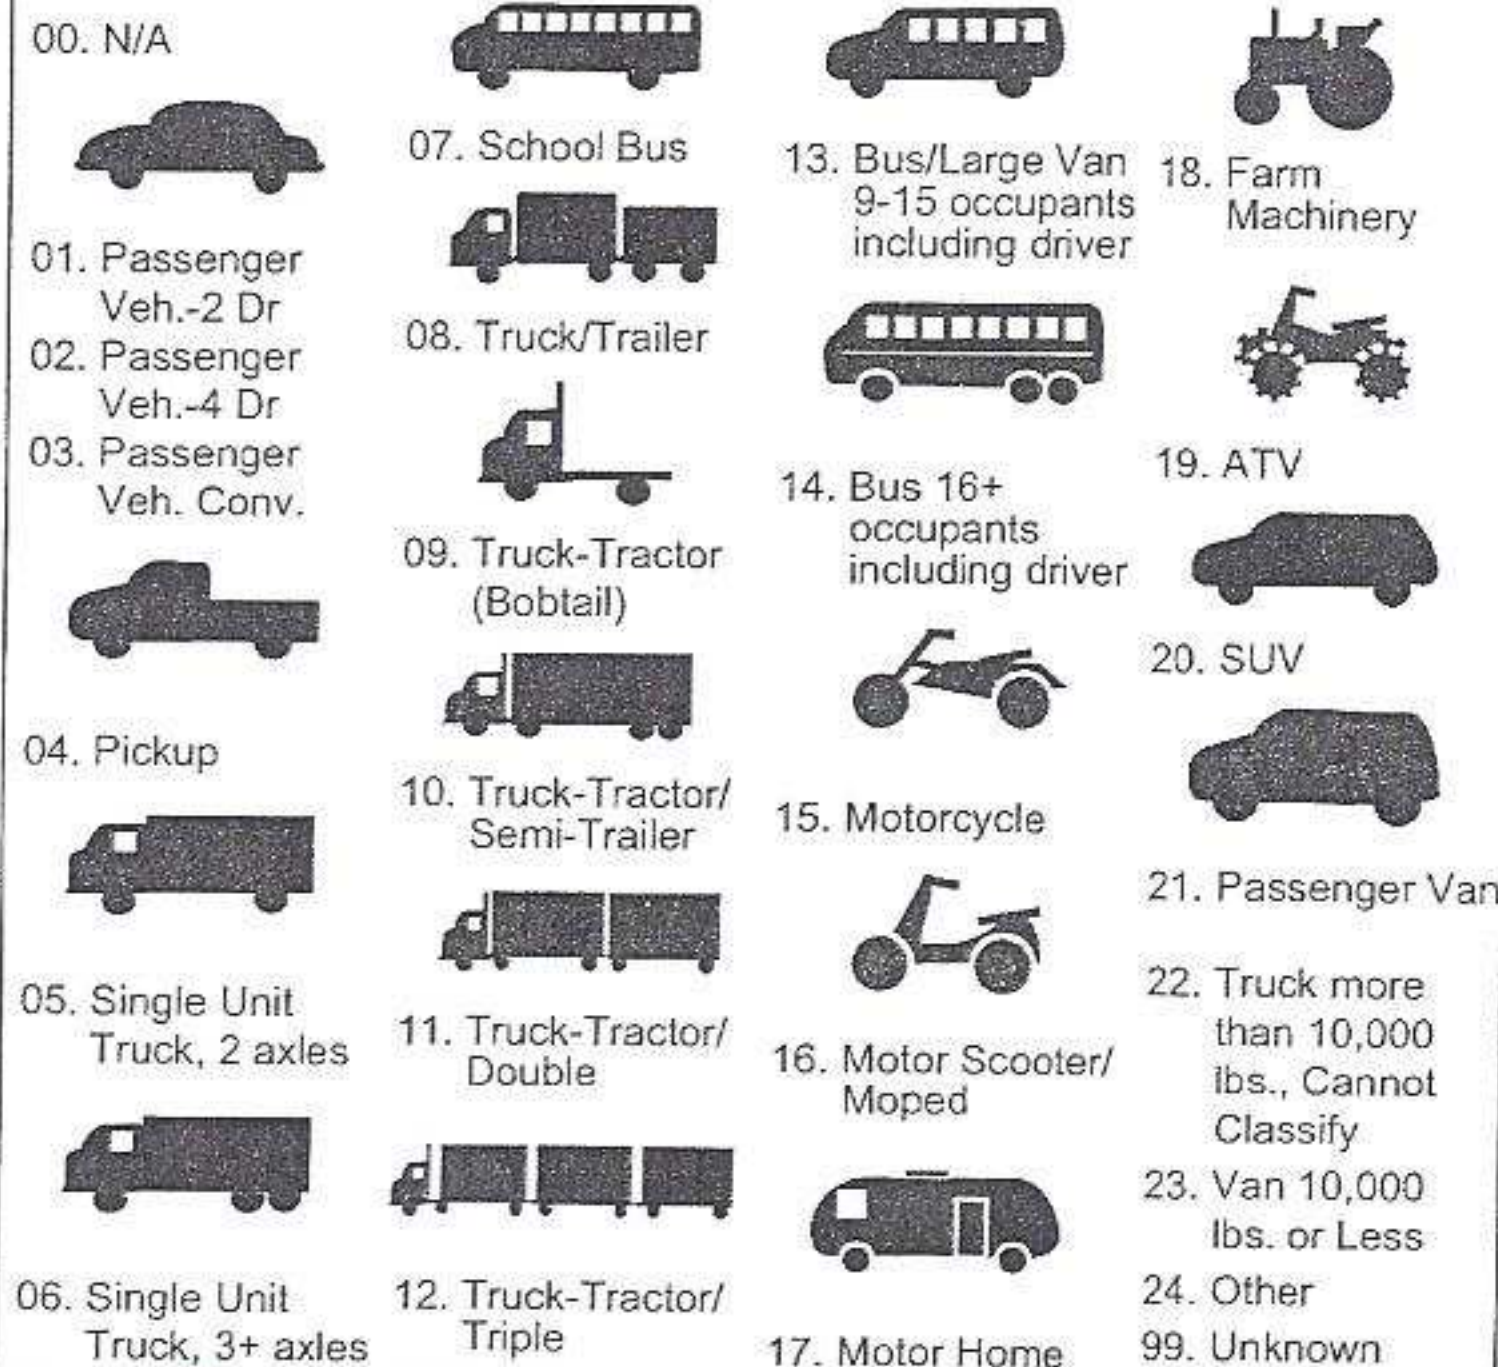 00. N/A
01. Passenger
Veh.-2 Dr
02. Passenger
Veh.-4 Dr
03. Passenger
Veh. Conv.
04. Pickup
05. Single Unit
Truck, 2 axles
06. Single Unit
Truck, 3+ axles
07. School Bus
08. Truck/Trailer
09. Truck-Tractor
(Bobtail)
10. Truck-Tractor/
Semi-Trailer
11. Truck-Tractor/
Double
12. Truck-Tractor/
Triple
13. Bus/Large Van
9-15 occupants
including driver
14. Bus 16+
occupants
including driver
15. Motorcycle
16. Motor Scooter/
Moped
17. Motor Home
18. Farm
Machinery
19. ATV
20. SUV
21. Passenger Van
22. Truck more
than 10,000
lbs., Cannot
Classify
23. Van 10,000
lbs. or Less
24. Other
99. Unknown